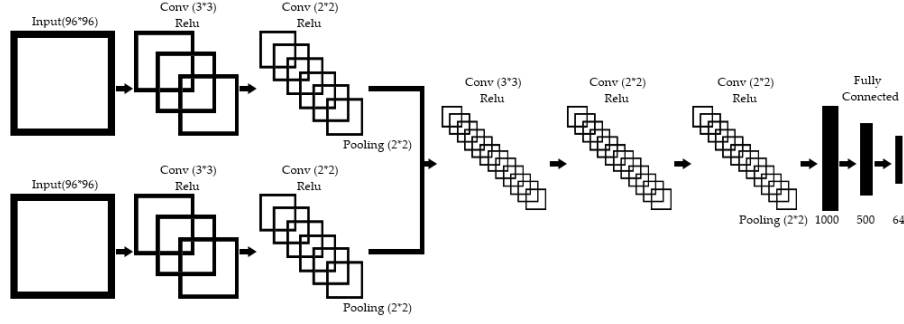 Input(96*96)
Conv (3*3)
Relu
Conv (2*2)
Relu
Pooling (2*2)
Input(96*96)
Conv (3*3)
Relu
Conv (2*2)
Relu
Pooling (2*2)
Conv (3*3)
Relu
Conv (2*2)
Relu
Conv (2*2)
Relu
Pooling (2*2)
Fully
Connected
1000
500
64